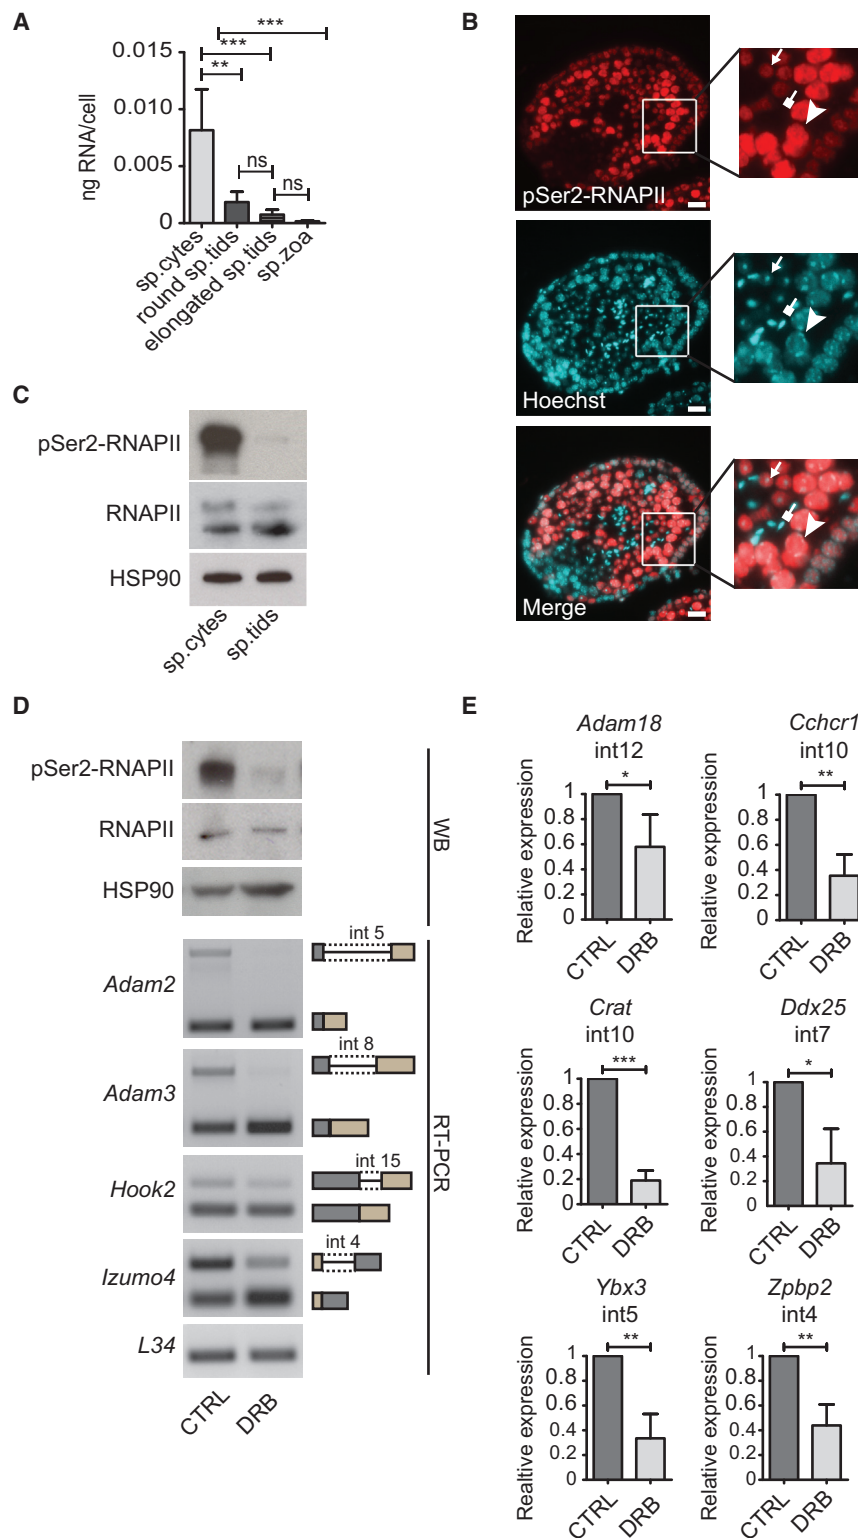 A
***
***
**
ns
ns
ng RNA/cell
0.015
0.010
0.005
0
sp.cytes
round sp.tids
elongated sp.tids
sp.zoa
B
pSer2-RNAPII
Hoechst
Merge
C
pSer2-RNAPII
RNAPII
HSP90
sp.cytes
sp.tids
D
pSer2-RNAPII
RNAPII
HSP90
WB
Adam2
int 5
Adam3
int 8
Hook2
int 15
Izumo4
int 4
L34
RT-PCR
CTRL
DRB
E
Adam18
int12
*
Relative expression
1
0.8
0.6
0.4
0.2
0
CTRL
DRB
Cchcr1
int10
**
Relative exppression
1
0.8
0.6
0.4
0.2
0
CTRL
DRB
Crat
int10
***
Relative expression
1
0.8
0.6
0.4
0.2
0
CTRL
DRB
Ddx25
int7
*
Relative expression
1
0.8
0.6
0.4
0.2
0
CTRL
DRB
Ybx3
int5
**
Relative expression
1
0.8
0.6
0.4
0.2
0
CTRL
DRB
Zpbp2
int4
**
Relative expression
1
0.8
0.6
0.4
0.2
0
CTRL
DRB